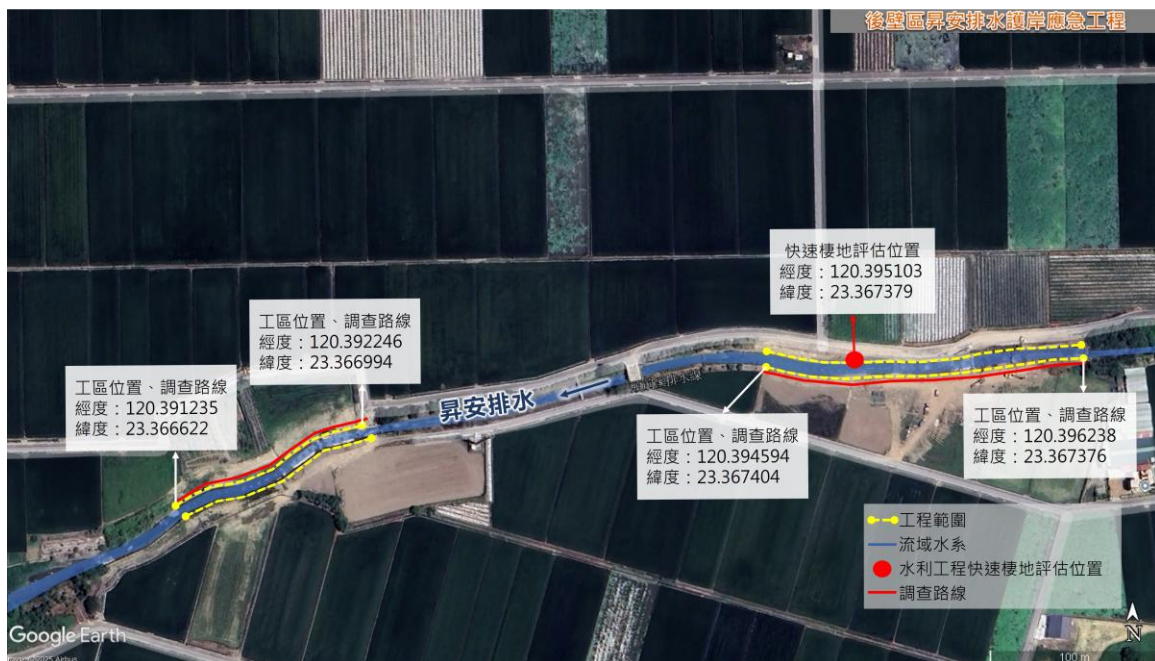 後壁區昇安排水護岸應急工程
快速棲地評估位置
經度：120.395103
緯度：23.367379
工區位置、調查路線
經度：120.392246
緯度：23.366994
工區位置、調查路線
經度：120.391235
緯度：23.366622
昇安排水
工區位置、調查路線
經度：120.394594
緯度：23.367404
工區位置、調查路線
經度：120.396238
緯度：23.367376
工程範圍
流域水系
水利工程快速棲地評估位置
調查路線
Google Earth
N
100 m